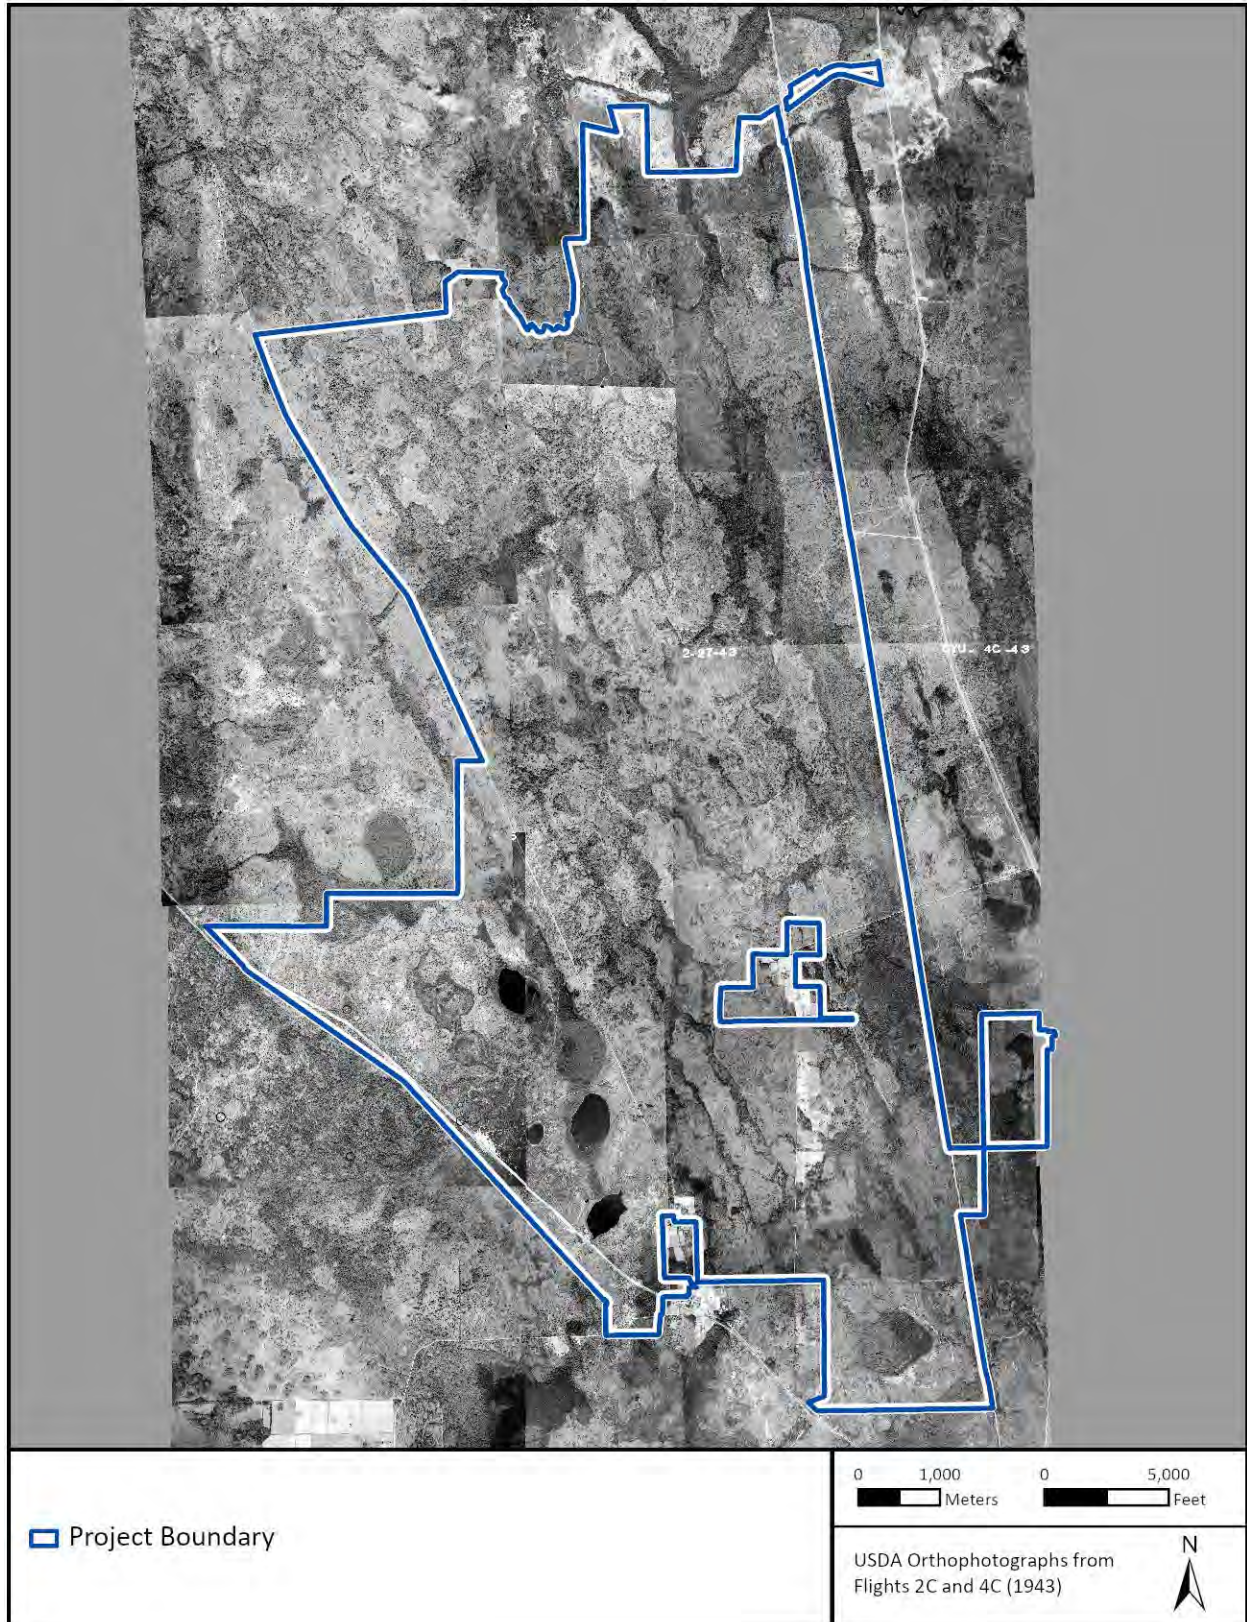 2-27-43
4C-43
Project Boundary
0 1,000
Meters
0 5,000
Feet
USDA Orthophotographs from
Flights 2C and 4C (1943)
N